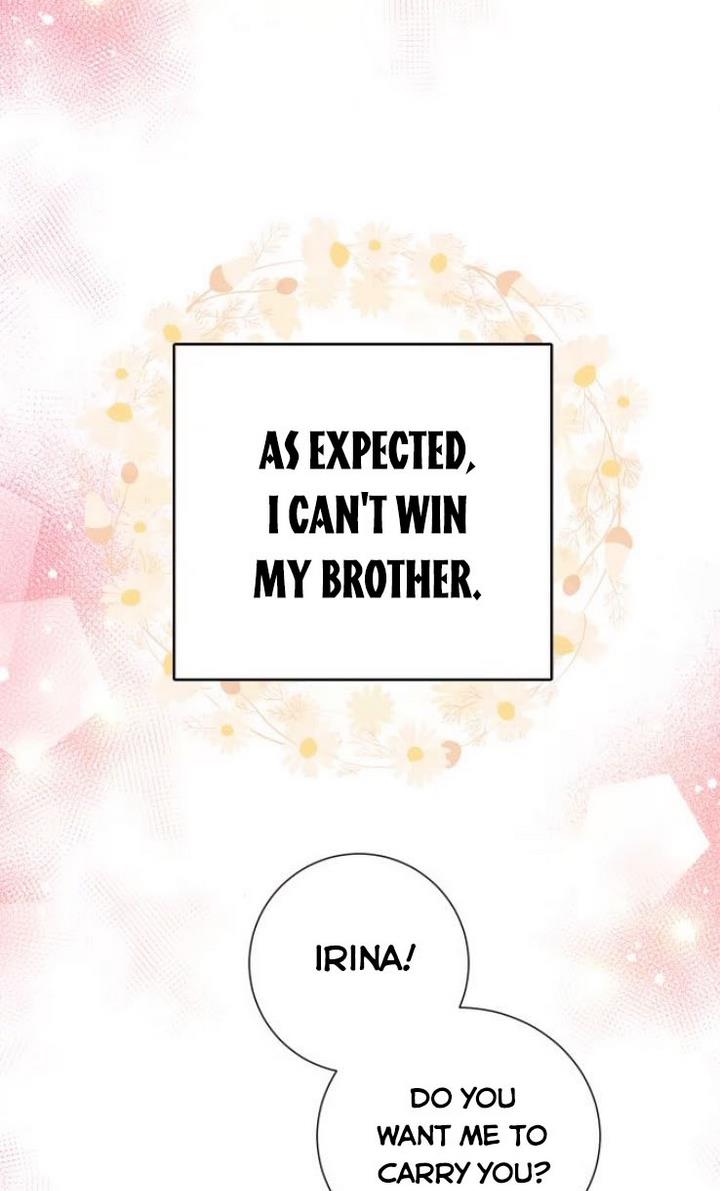 AS EXPECTED,
I CAN'T WIN
MY BROTHER.
IRINA!
DO YOU
WANT ME TO
CARRY YOU?